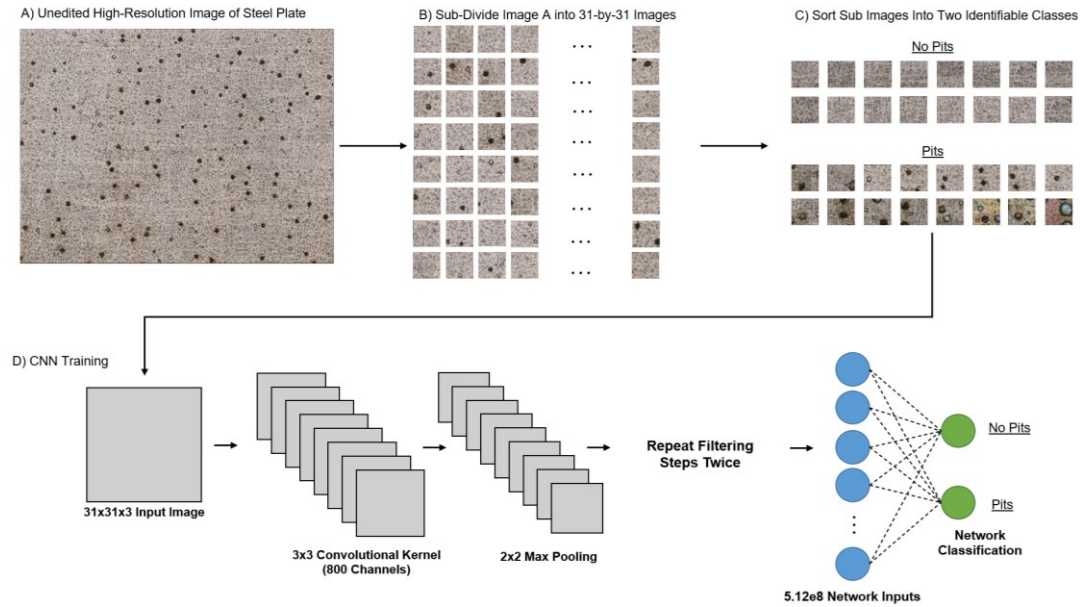 A) Unedited High-Resolution Image of Steel Plate
B) Sub-Divide Image A into 31-by-31 Images
C) Sort Sub Images Into Two Identifiable Classes
No Pits
Pits
D) CNN Training
31x31x3 Input Image
3x3 Convolutional Kernel
(800 Channels)
2x2 Max Pooling
Repeat Filtering
Steps Twice
5.12e8 Network Inputs
No Pits
Pits
Network
Classification